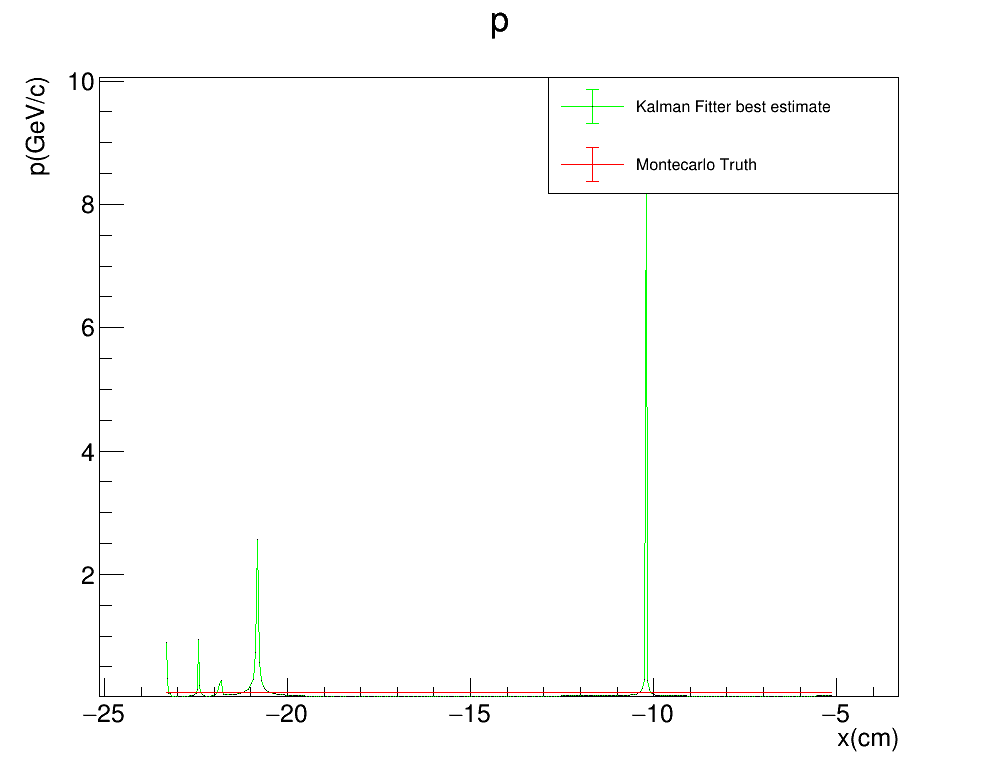 p
p(GeV/c)
10
8
6
4
2
Kalman Fitter best estimate
Montecarlo Truth
−25 −20 −15 −10 −5
x(cm)